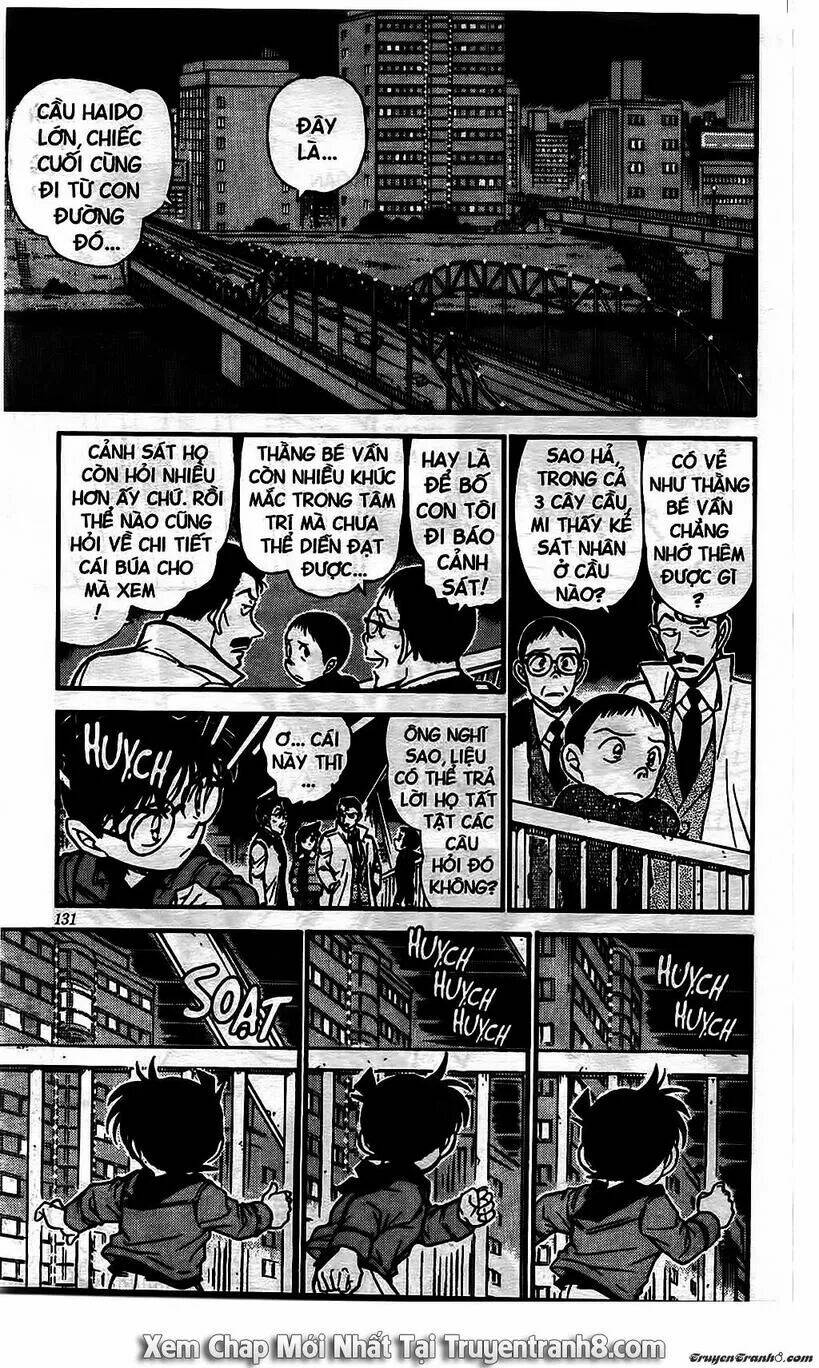 ĐÂY
LÀ...
CẦU HAIDO
LỚN, CHIẾC
CUỐI CÙNG
ĐI TỪ CON
ĐƯỜNG
ĐÓ...
CÓ VẺ
NHƯ THẰNG
BÉ VẪN
CHẲNG
NHỚ THÊM
ĐƯỢC GÌ
?
SAO HẢ,
TRONG CẢ
3 CÂY CẦU,
MI THẤY KẺ
SÁT NHÂN
Ở CẦU
NÀO?
HAY LÀ
ĐỂ BỐ
CON TÔI
ĐI BÁO
CẢNH
SÁT!
THẰNG BÉ VẪN
CÒN NHIỀU KHÚC
MẮC TRONG TÂM
TRÍ MÀ CHƯA
THỂ DIỄN ĐẠT
ĐƯỢC...
CẢNH SÁT HỌ
CÒN HỎI NHIỀU
HƠN ẤY CHỨ. RỒI
THỂ NÀO CŨNG
HỎI VỀ CHI TIẾT
CÁI BÚA CHO
MÀ XEM
!
ÔNG NGHĨ
SAO, LIỆU
CÓ THỂ TRẢ
LỜI HỌ TẤT
TẬT CÁC
CÂU
HỎI ĐÓ
KHÔNG?
Ơ... CÁI
NÀY THÌ
...
HUỴCH
131
HUỴCH
HUỴCH
HUỴCH
HUỴCH
HUỴCH
SOẠT
Xem Chap Mới Nhất Tại Truyentranh8.com
TruyenTranh8.com